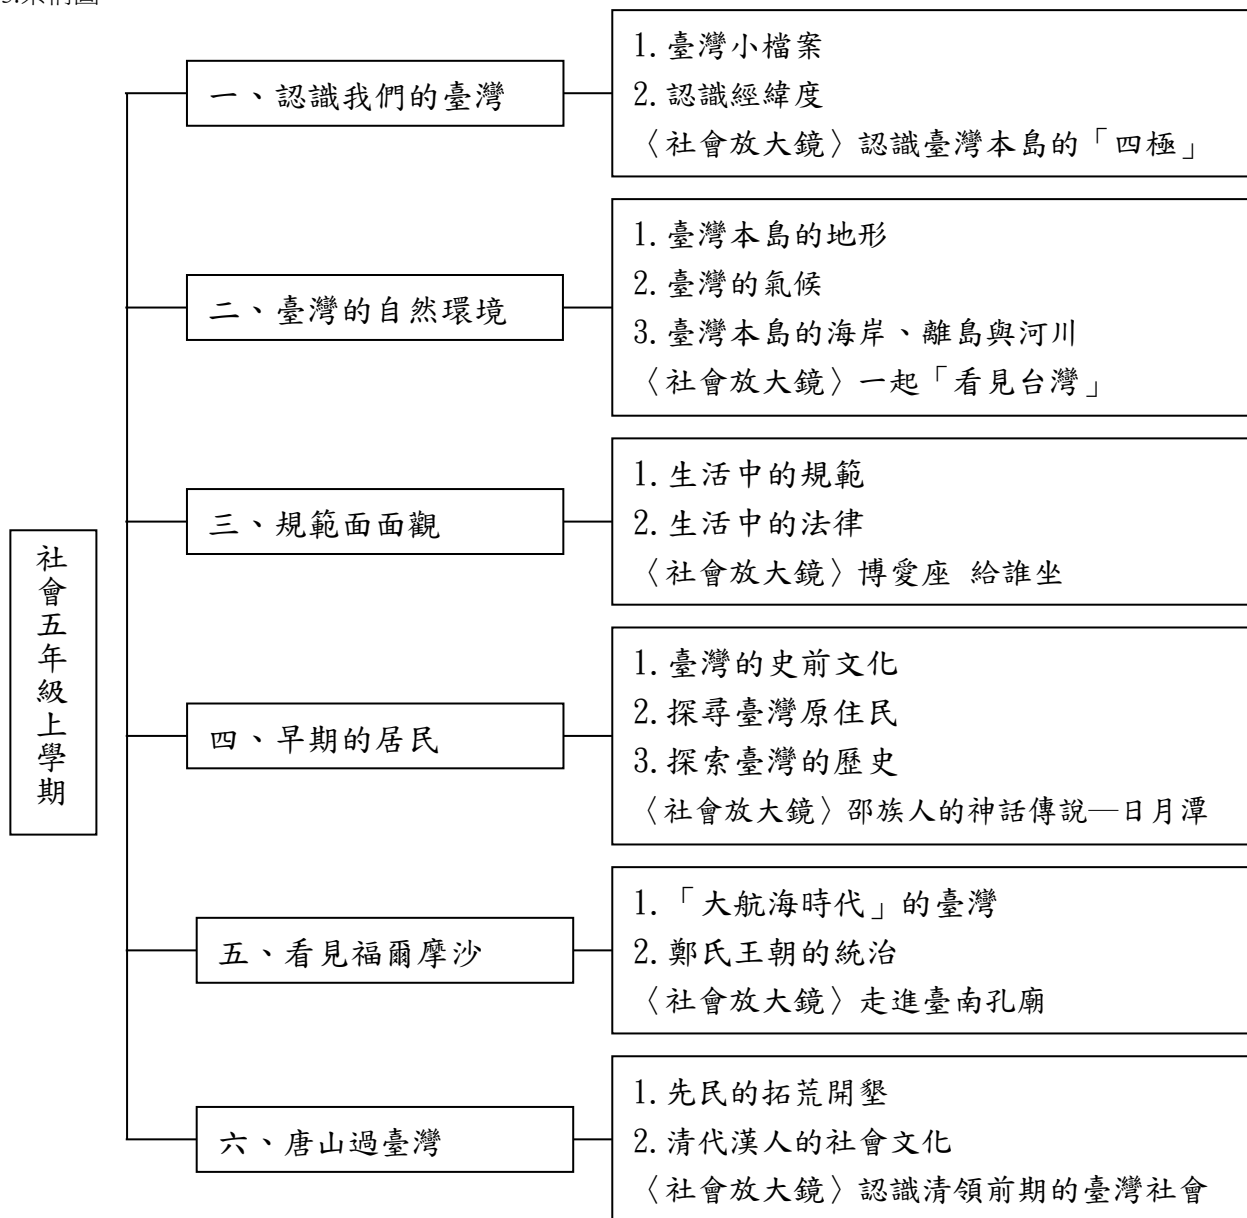 社會五年級上學期
一、認識我們的臺灣
1.臺灣小檔案
2.認識經緯度
〈社會放大鏡〉認識臺灣本島的「四極」
二、臺灣的自然環境
1.臺灣本島的地形
2.臺灣的氣候
3.臺灣本島的海岸、離島與河川
〈社會放大鏡〉一起「看見台灣」
三、規範面面觀
1.生活中的規範
2.生活中的法律
〈社會放大鏡〉博愛座 給誰坐
四、早期的居民
1.臺灣的史前文化
2.探尋臺灣原住民
3.探索臺灣的歷史
〈社會放大鏡〉邵族人的神話傳說—日月潭
五、看見福爾摩沙
1.「大航海時代」的臺灣
2.鄭氏王朝的統治
〈社會放大鏡〉走進臺南孔廟
六、唐山過臺灣
1.先民的拓荒開墾
2.清代漢人的社會文化
〈社會放大鏡〉認識清領前期的臺灣社會